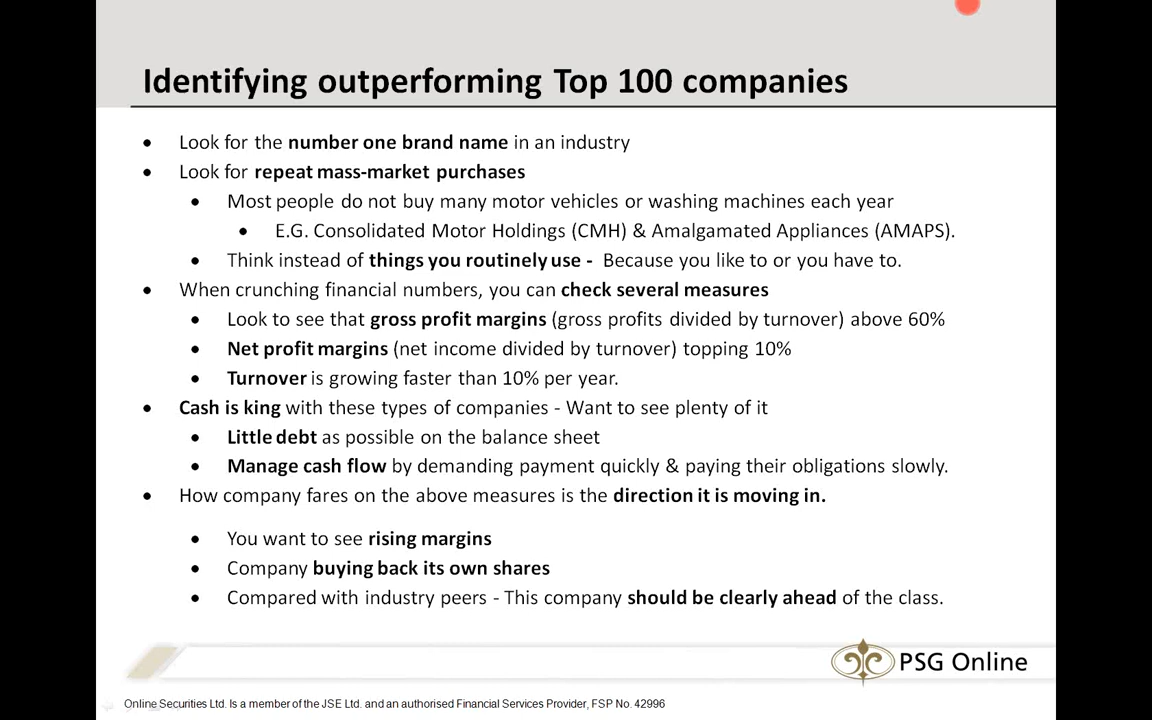 Identifying outperforming Top 100 companies
• Look for the number one brand name in an industry
• Look for repeat mass-market purchases
• Most people do not buy many motor vehicles or washing machines each year
• E.G. Consolidated Motor Holdings (CMH) & Amalgamated Appliances (AMAPS).
• Think instead of things you routinely use - Because you like to or you have to.
• When crunching financial numbers, you can check several measures
• Look to see that gross profit margins (gross profits divided by turnover) above 60%
• Net profit margins (net income divided by turnover) topping 10%
• Turnover is growing faster than 10% per year.
• Cash is king with these types of companies - Want to see plenty of it
• Little debt as possible on the balance sheet
• Manage cash flow by demanding payment quickly & paying their obligations slowly.
• How company fares on the above measures is the direction it is moving in.
• You want to see rising margins
• Company buying back its own shares
• Compared with industry peers - This company should be clearly ahead of the class.
PSG Online
Online Securities Ltd. Is a member of the JSE Ltd. and an authorised Financial Services Provider, FSP No. 42996